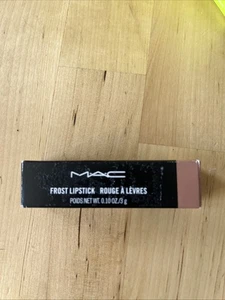 MAC
FROST LIPSTICK ROUGE À LÈVRES
POIDS NET WT. 0.10 OZ/3 g